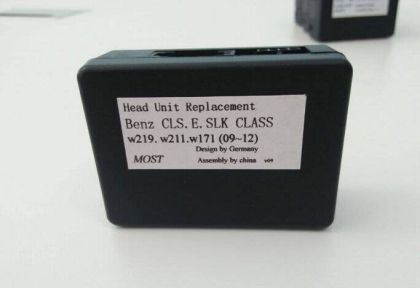 Head Unit Replacement
Benz CLS.E.SLK CLASS
w219. w211.w171 (09~12)
Design by Germany
MOST Assembly by china v09